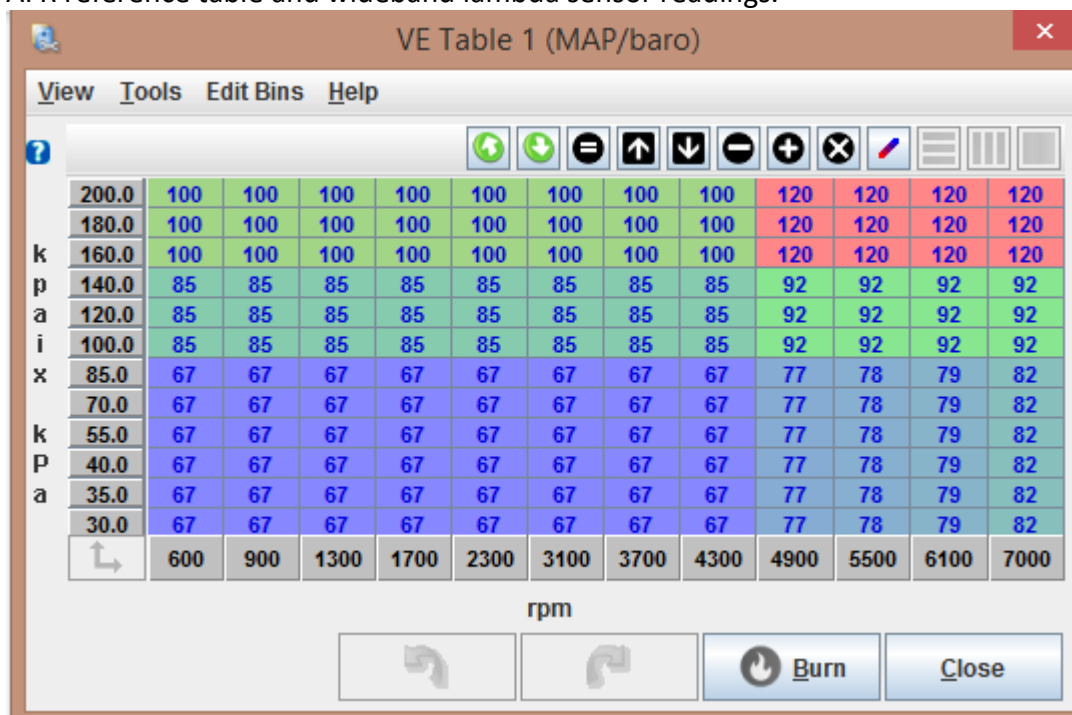 VE Table 1 (MAP/baro)
View Tools Edit Bins Help
200.0 100 100 100 100 100 100 100 100 120 120 120 120
180.0 100 100 100 100 100 100 100 100 120 120 120 120
k 160.0 100 100 100 100 100 100 100 100 120 120 120 120
p 140.0 85 85 85 85 85 85 85 85 92 92 92 92
a 120.0 85 85 85 85 85 85 85 85 92 92 92 92
i 100.0 85 85 85 85 85 85 85 85 92 92 92 92
x 85.0 67 67 67 67 67 67 67 67 77 78 79 82
70.0 67 67 67 67 67 67 67 67 77 78 79 82
k 55.0 67 67 67 67 67 67 67 67 77 78 79 82
P 40.0 67 67 67 67 67 67 67 67 77 78 79 82
a 35.0 67 67 67 67 67 67 67 67 77 78 79 82
30.0 67 67 67 67 67 67 67 67 77 78 79 82
600 900 1300 1700 2300 3100 3700 4300 4900 5500 6100 7000
rpm
Burn Close